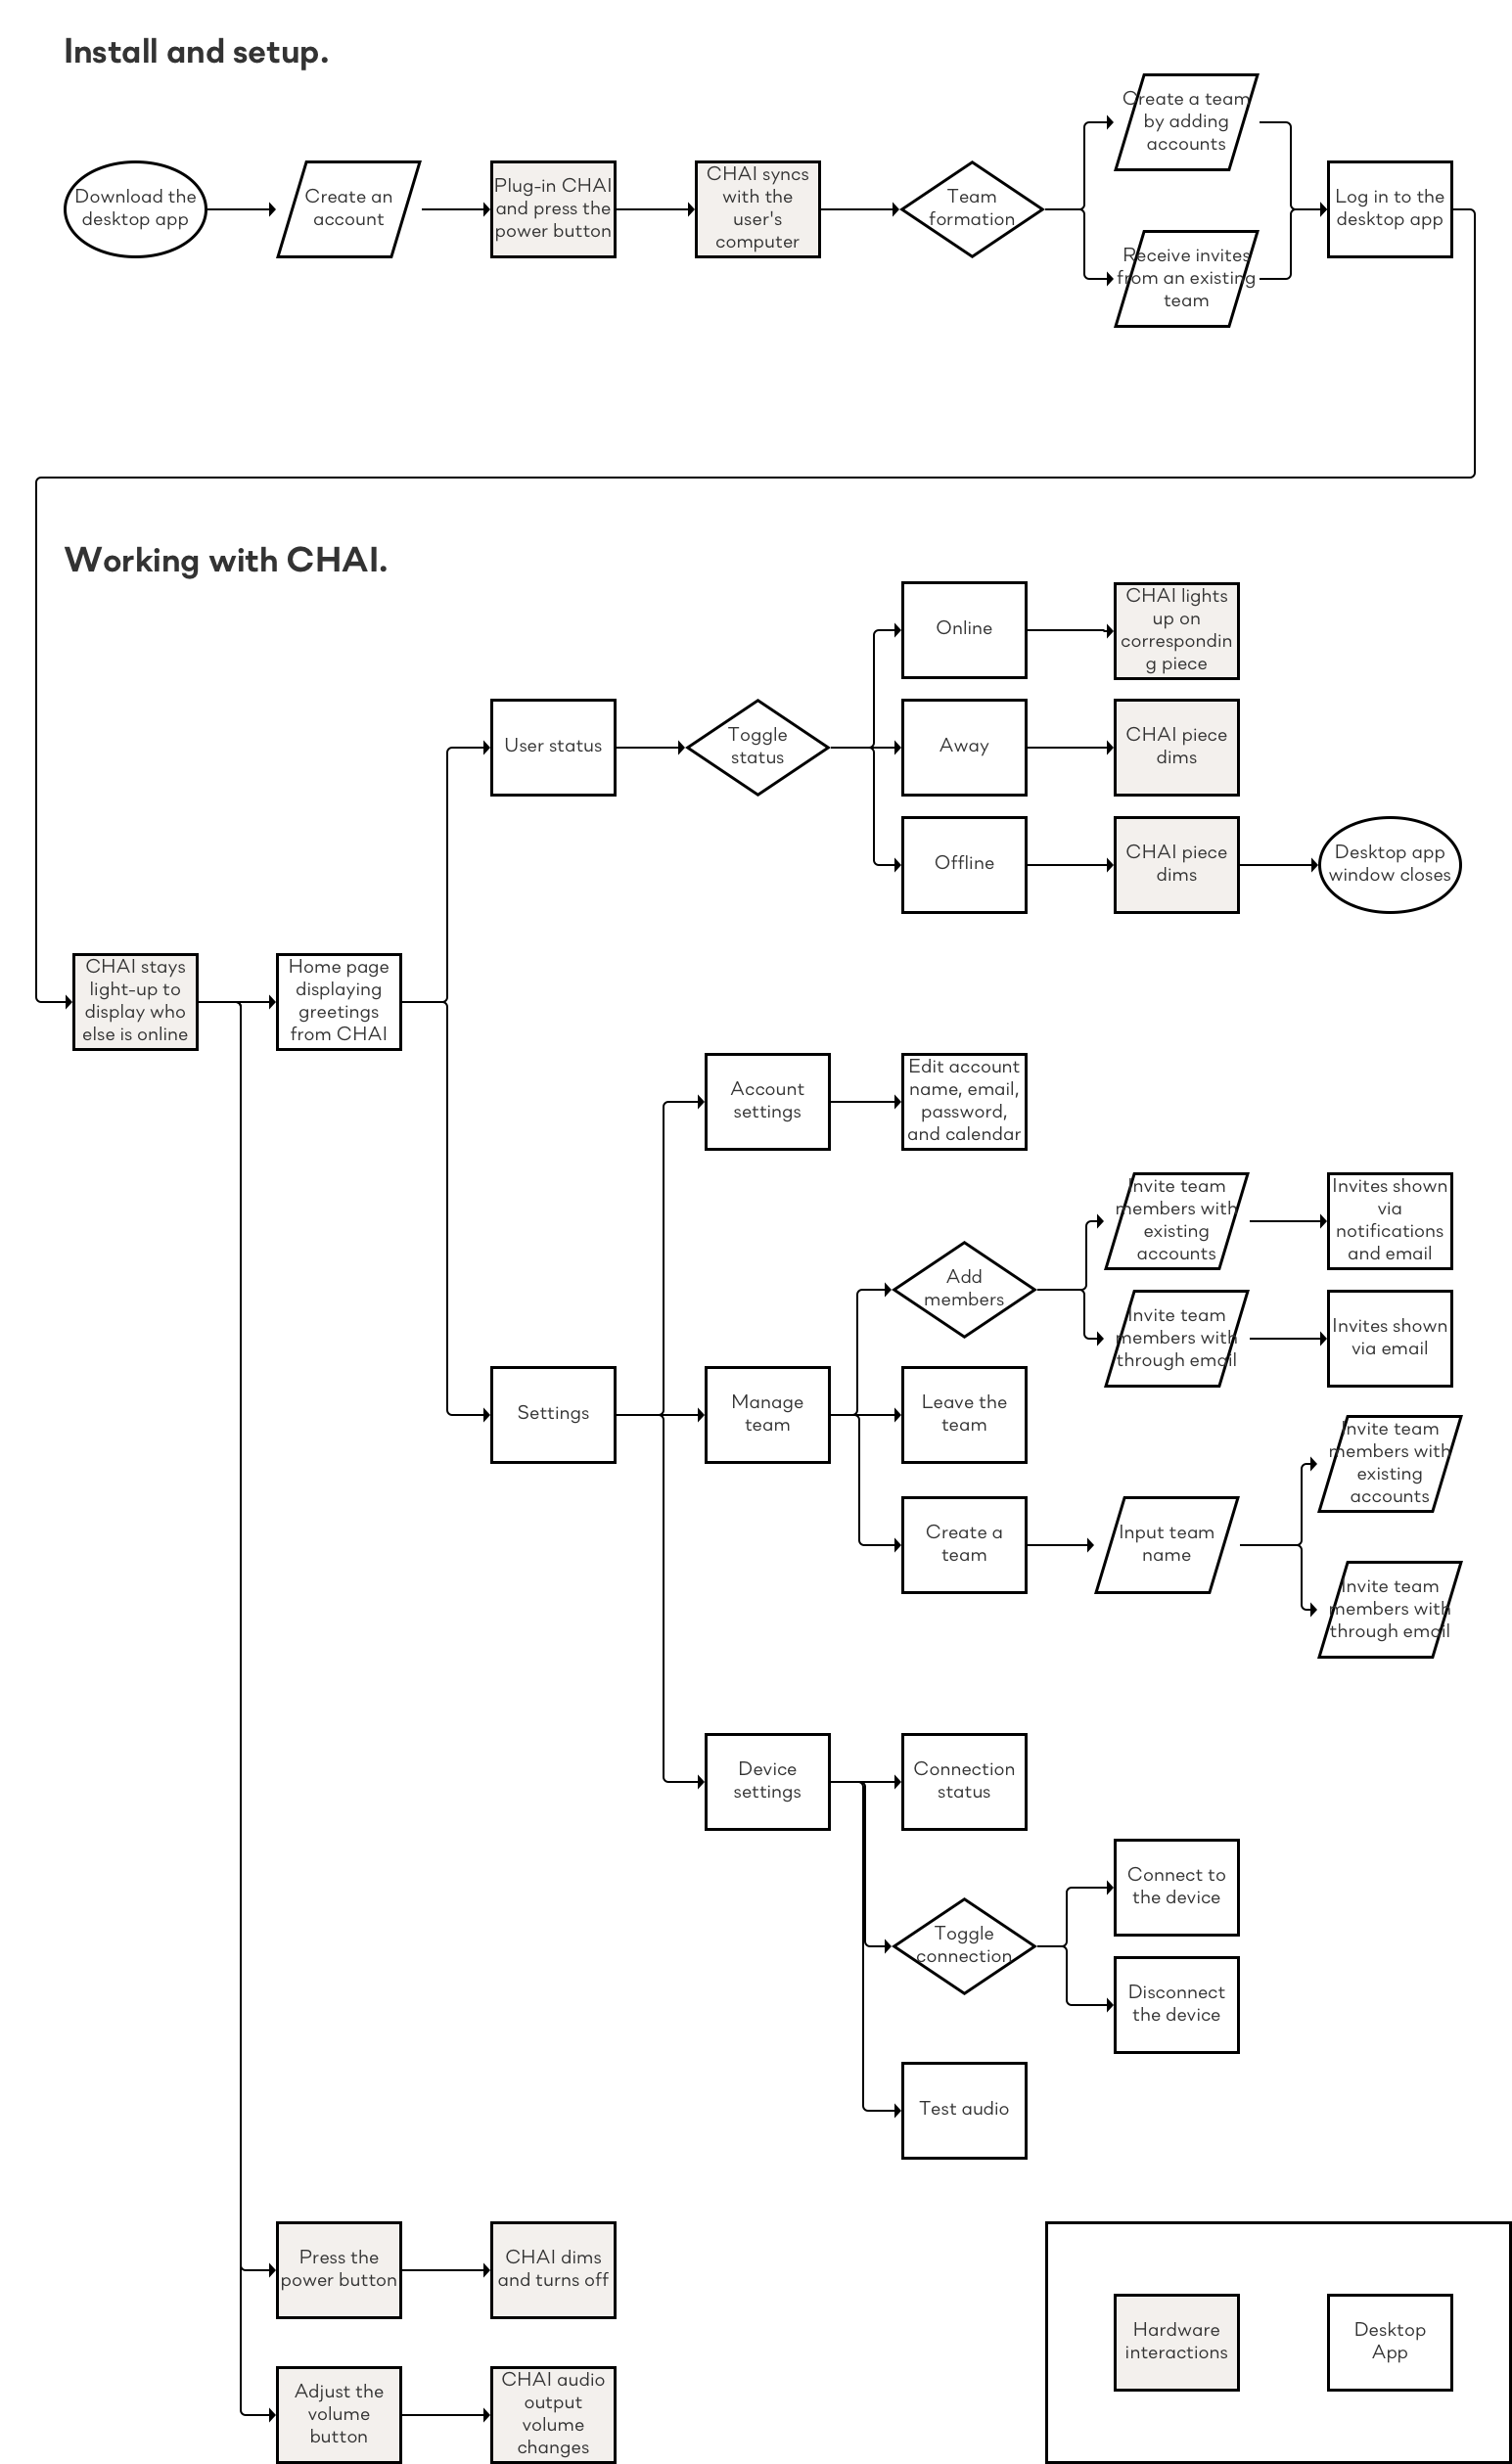 Install and setup.
Download the
desktop app
Create an
account
Plug-in CHAI
and press the
power button
CHAI syncs
with the
user's
computer
Team
formation
Create a team
by adding
accounts
Receive invites
from an existing
team
Log in to the
desktop app
Working with CHAI.
CHAI stays
light-up to
display who
else is online
Home page
displaying
greetings
from CHAI
User status
Toggle
status
Online
CHAI lights
up on
correspondin
g piece
Away
CHAI piece
dims
Offline
CHAI piece
dims
Desktop app
window closes
Settings
Account
settings
Edit account
name, email,
password,
and calendar
Manage
team
Add
members
Invite team
members with
existing
accounts
Invites shown
via
notifications
and email
Invite team
members with
through email
Invites shown
via email
Leave the
team
Create a
team
Input team
name
Invite team
members with
existing
accounts
Invite team
members with
through email
Device
settings
Connection
status
Toggle
connection
Connect to
the device
Disconnect
the device
Test audio
Press the
power button
CHAI dims
and turns off
Adjust the
volume
button
CHAI audio
output
volume
changes
Hardware
interactions
Desktop
App